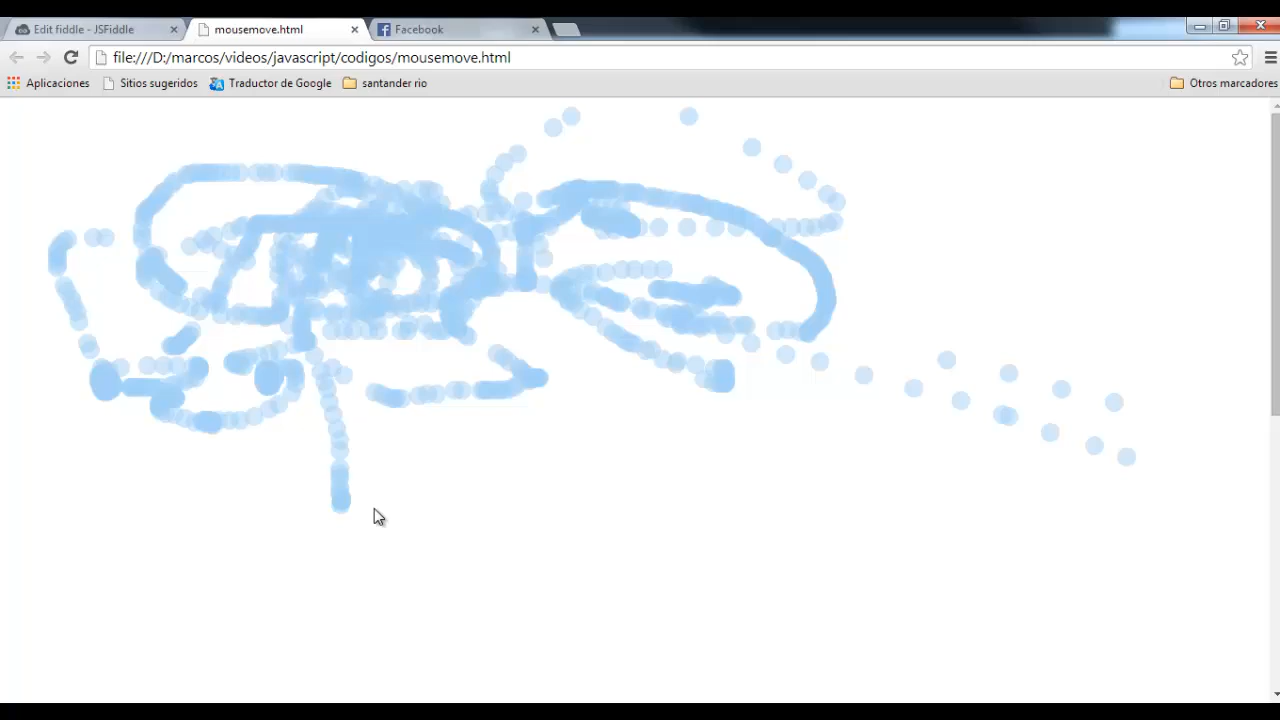 Edit fiddle - JSFiddle mousemove.html Facebook
file:///D:/marcos/videos/javascript/codigos/mousemove.html
Aplicaciones Sitios sugeridos Traductor de Google santander rio Otros marcadores